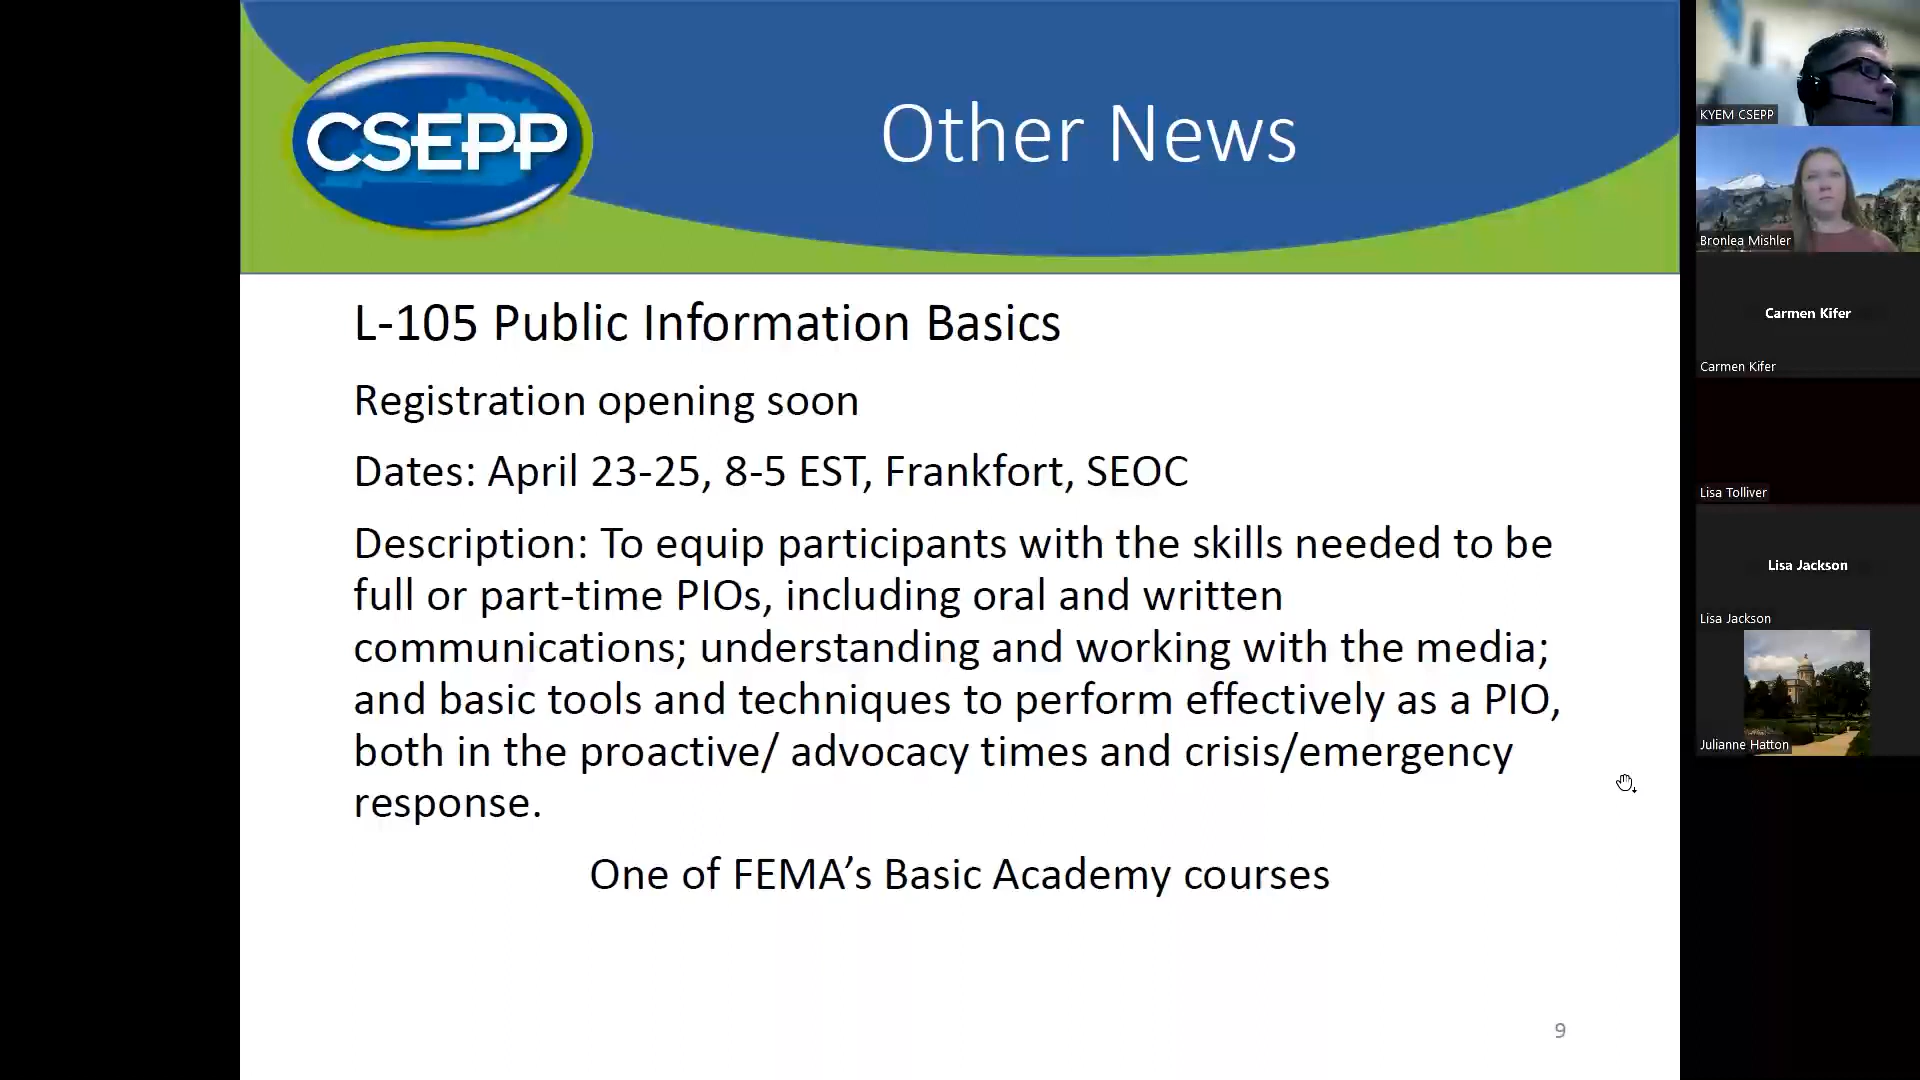 CSEPP
Other News
L-105 Public Information Basics
Registration opening soon
Dates: April 23-25, 8-5 EST, Frankfort, SEOC
Description: To equip participants with the skills needed to be
full or part-time PIOs, including oral and written
communications; understanding and working with the media;
and basic tools and techniques to perform effectively as a PIO,
both in the proactive/ advocacy times and crisis/emergency
response.
One of FEMA’s Basic Academy courses
9
KYEM CSEPP
Bronlea Mishler
Carmen Kifer
Carmen Kifer
Lisa Tolliver
Lisa Jackson
Lisa Jackson
Julianne Hatton